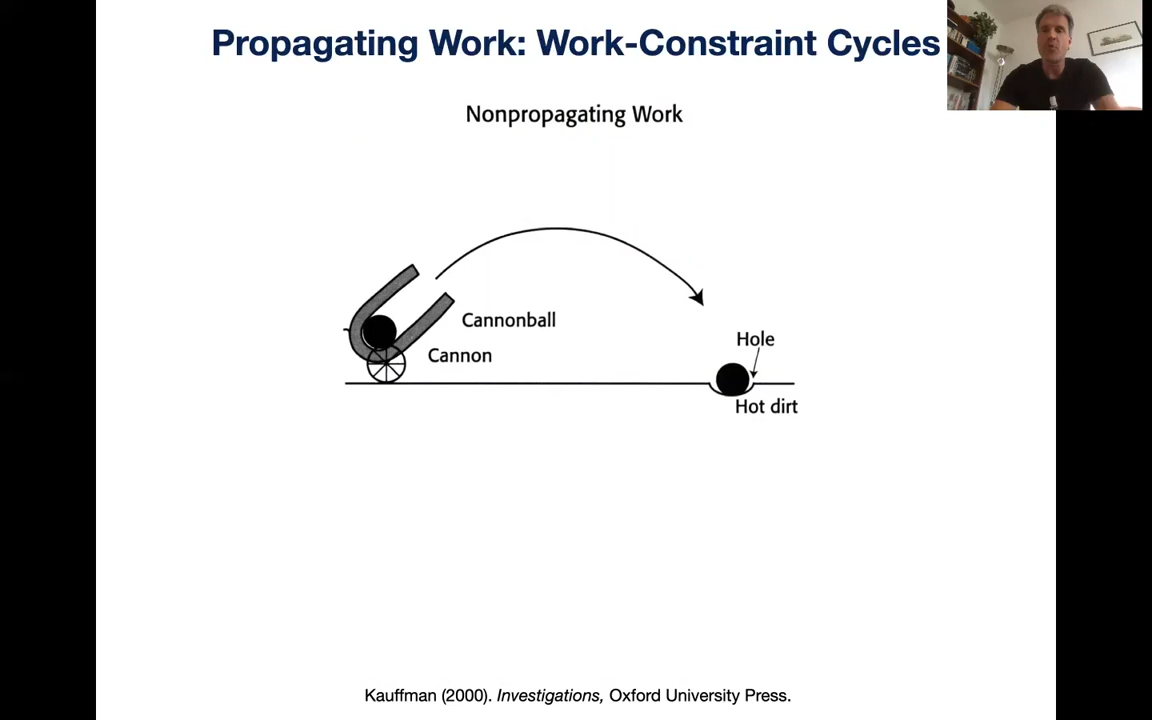 Propagating Work: Work-Constraint Cycles
Nonpropagating Work
Cannonball
Cannon
Hole
Hot dirt
Kauffman (2000). Investigations, Oxford University Press.